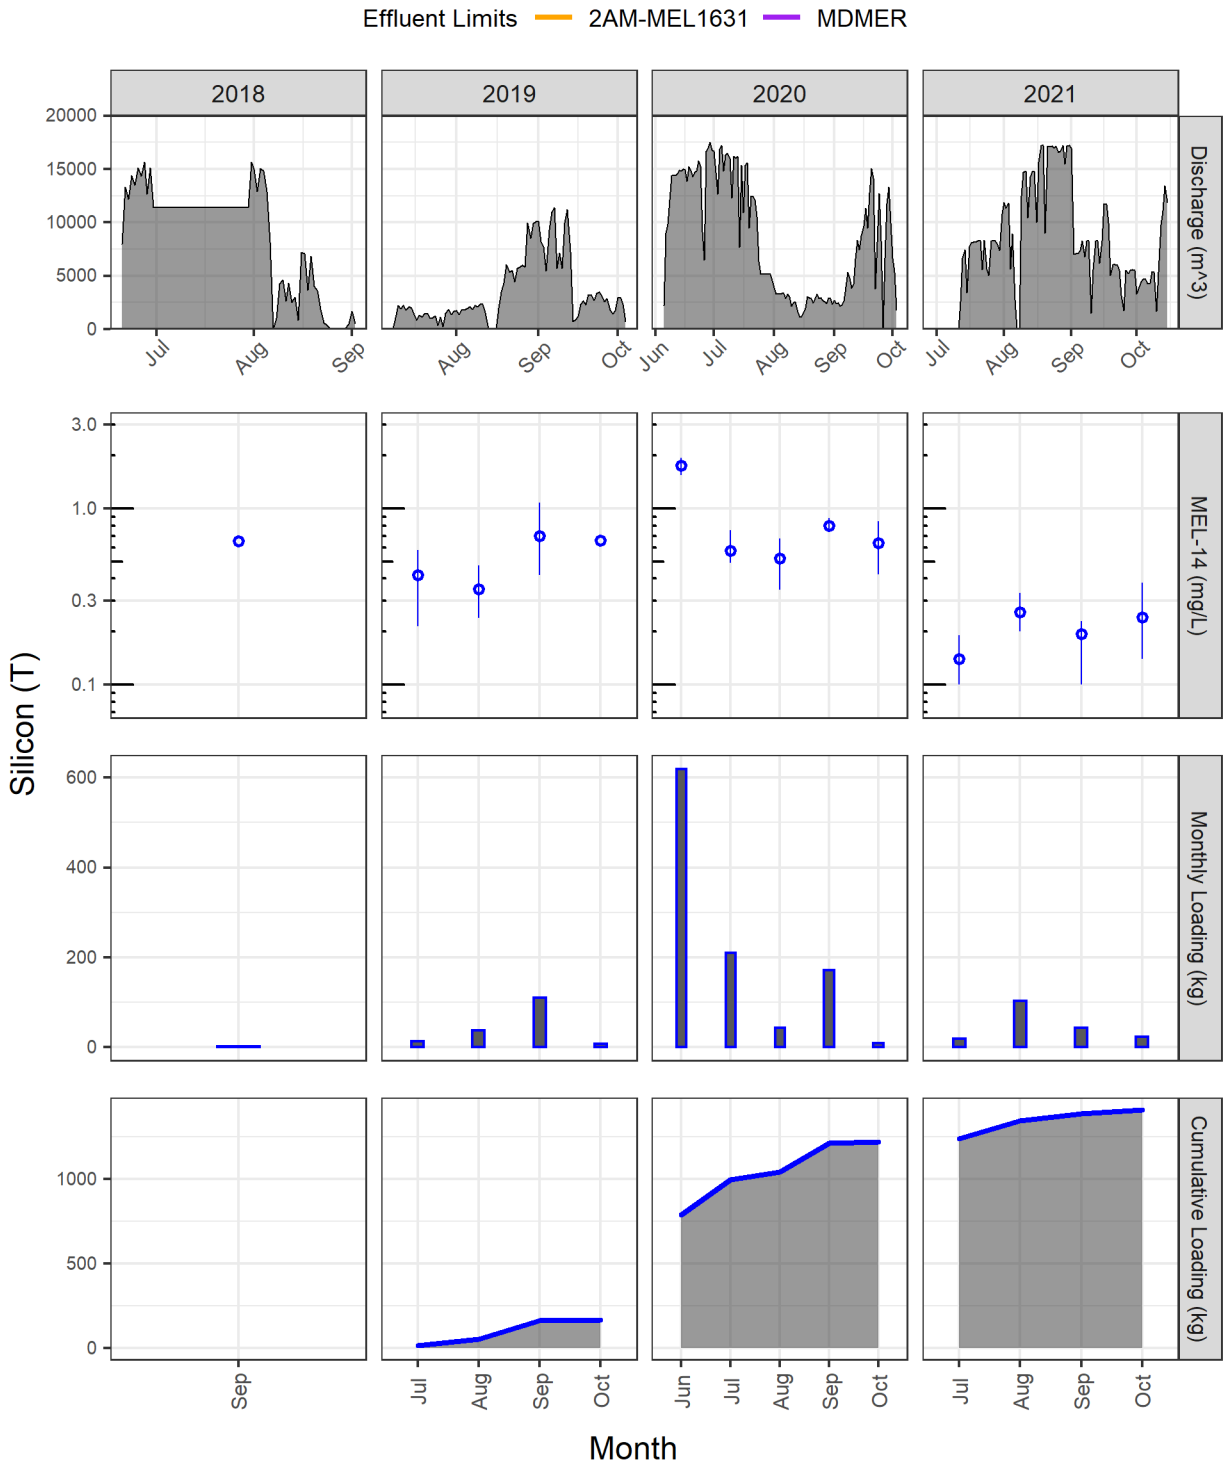 Effluent Limits 2AM-MEL1631 MDMER
2018 2019 2020 2021
20000
15000
10000
5000
0
Discharge (m^3)
Jul Aug Sep Aug Sep Oct Jun Jul Aug Sep Oct Jul Aug Sep Oct
3.0
1.0
0.3
0.1
MEL-14 (mg/L)
Silicon (T)
600
400
200
0
Monthly Loading (kg)
1000
500
0
Cumulative Loading (kg)
Sep Jul Aug Sep Oct Jun Jul Aug Sep Oct Jul Aug Sep Oct
Month